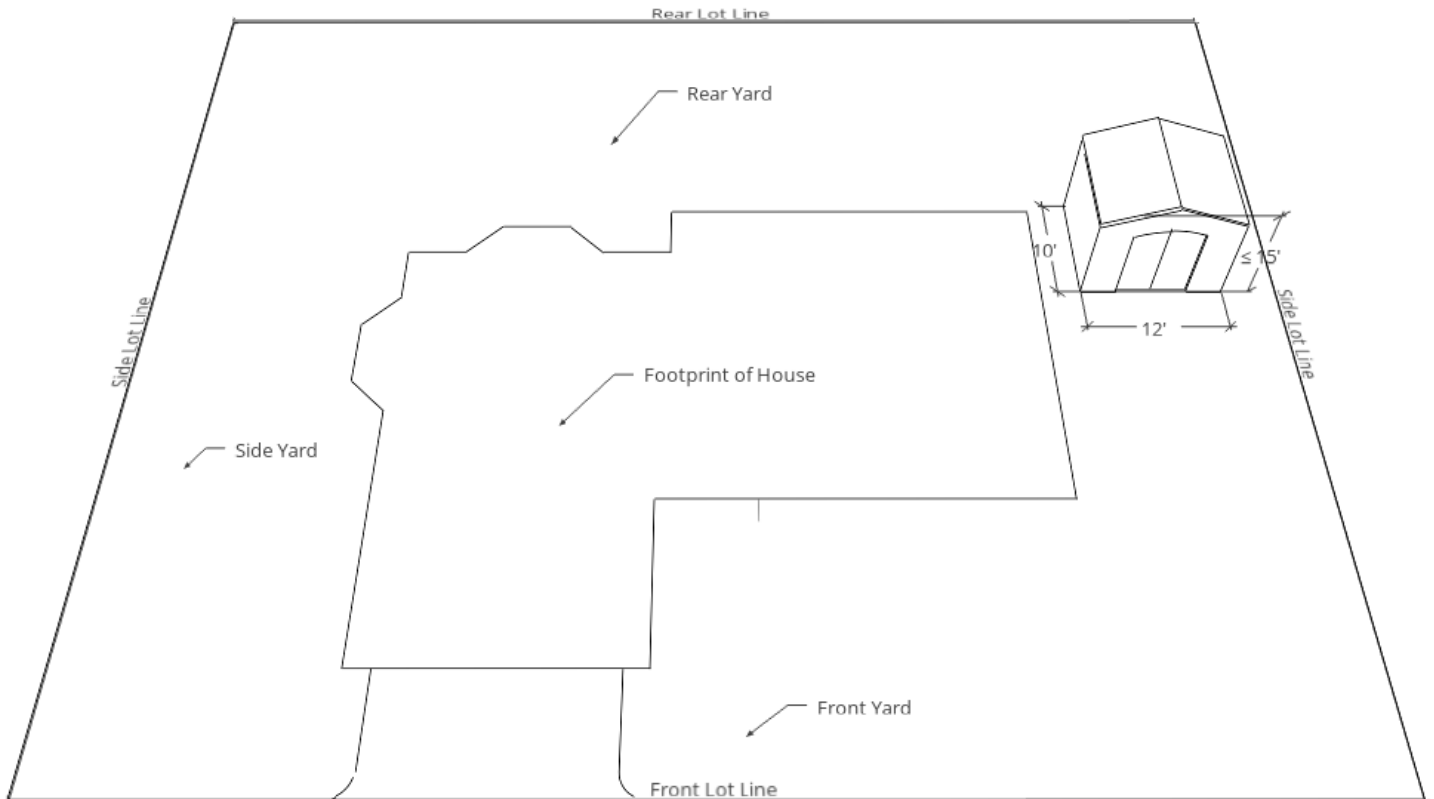 Rear Lot Line
Rear Yard
10'
≤ 15'
12'
Side Lot Line
Side Lot Line
Footprint of House
Side Yard
Front Yard
Front Lot Line